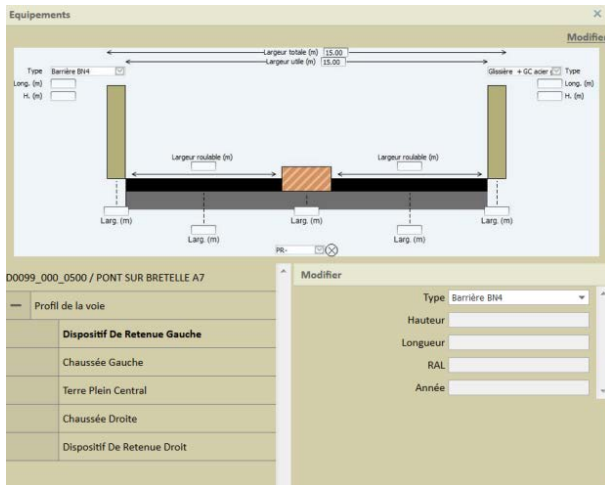 Equipements
Modifier
Largeur totale (m) 15.00
Largeur utile (m) 15.00
Type Barrière BN4
Glissière + GC acier Type
Long. (m)
Long. (m)
H. (m)
H. (m)
Largeur roulable (m)
Largeur roulable (m)
Larg. (m)
Larg. (m)
Larg. (m)
Larg. (m)
Larg. (m)
PR-
D0099_000_0500 / PONT SUR BRETELLE A7
Profil de la voie
Dispositif De Retenue Gauche
Chaussée Gauche
Terre Plein Central
Chaussée Droite
Dispositif De Retenue Droit
Modifier
Type Barrière BN4
Hauteur
Longueur
RAL
Année